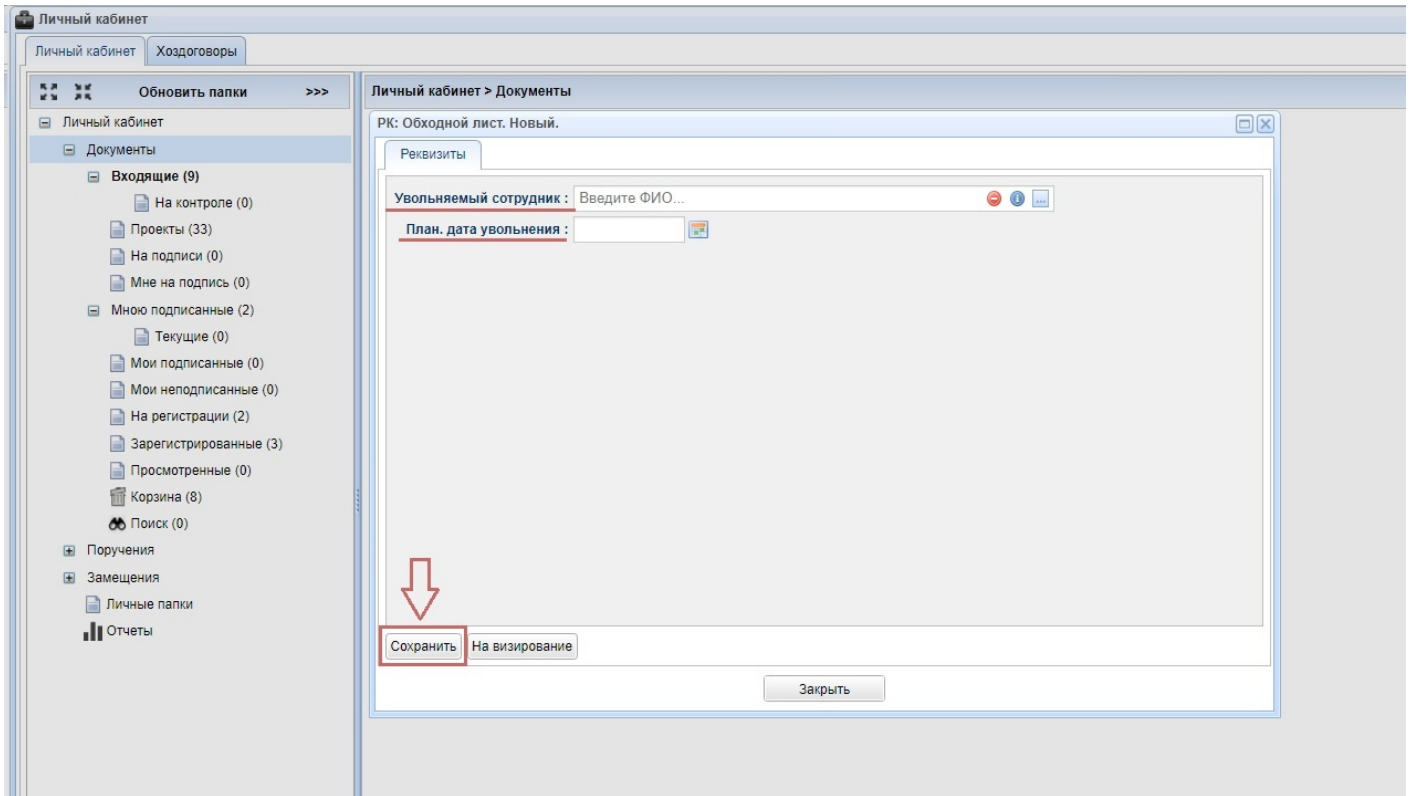 Личный кабинет
Личный кабинет Хоздоговоры
Обновить папки >>>
Личный кабинет
Документы
Входящие (9)
На контроле (0)
Проекты (33)
На подписи (0)
Мне на подпись (0)
Мною подписанные (2)
Текущие (0)
Мои подписанные (0)
Мои неподписанные (0)
На регистрации (2)
Зарегистрированные (3)
Просмотренные (0)
Корзина (8)
Поиск (0)
Поручения
Замещения
Личные папки
Отчеты
Личный кабинет > Документы
РК: Обходной лист. Новый.
Реквизиты
Увольняемый сотрудник : Введите ФИО...
План. дата увольнения :
Сохранить На визирование
Закрыть